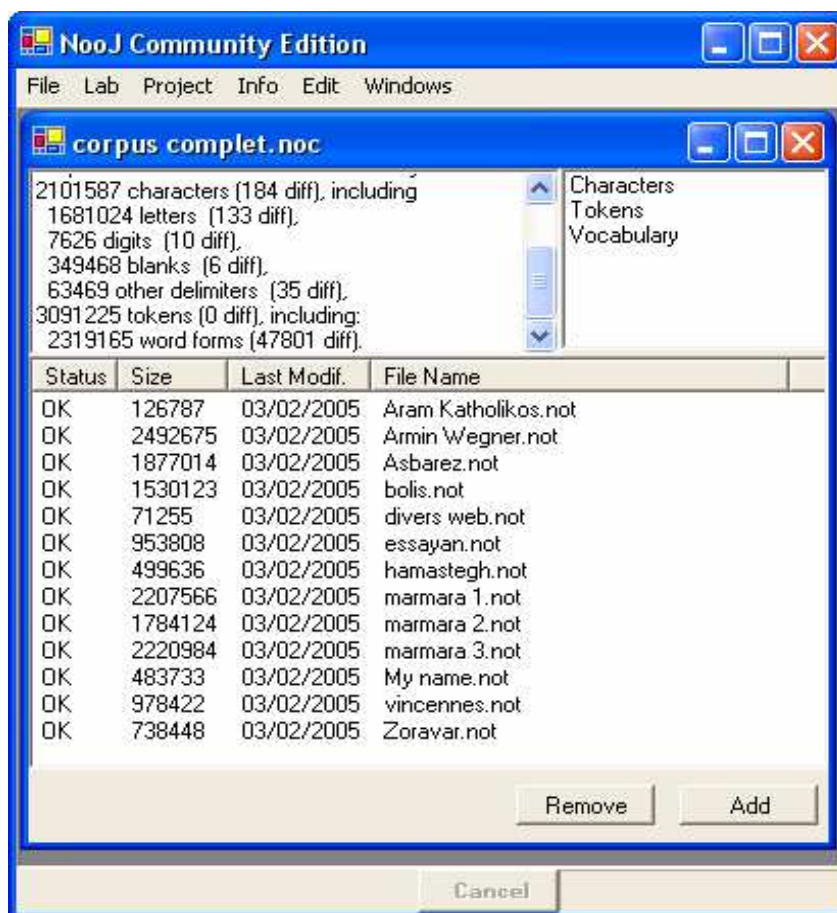 NooJ Community Edition
File Lab Project Info Edit Windows
corpus complet.noc
2101587 characters (184 diff), including
1681024 letters (133 diff),
7626 digits (10 diff),
349468 blanks (6 diff),
63469 other delimiters (35 diff),
3091225 tokens (0 diff), including:
2319165 word forms (47801 diff).
Characters
Tokens
Vocabulary
Status Size Last Modif. File Name
OK 126787 03/02/2005 Aram Katholikos.not
OK 2492675 03/02/2005 Armin Wegner.not
OK 1877014 03/02/2005 Asbarez.not
OK 1530123 03/02/2005 bolis.not
OK 71255 03/02/2005 divers web.not
OK 953808 03/02/2005 essayan.not
OK 499636 03/02/2005 hamastegh.not
OK 2207566 03/02/2005 marmara 1.not
OK 1784124 03/02/2005 marmara 2.not
OK 2220984 03/02/2005 marmara 3.not
OK 483733 03/02/2005 My name.not
OK 978422 03/02/2005 vincennes.not
OK 738448 03/02/2005 Zoravar.not
Remove Add
Cancel